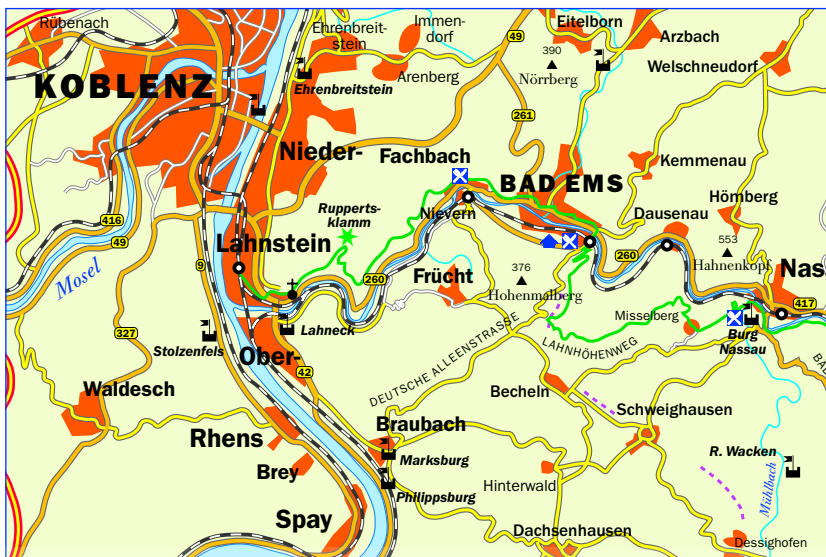 Rübenach
Ehrenbreit-
stein
Immen-
dorf
49
Eitelborn
Arzbach
390
Nörrberg
Welschneudorf
KOBLENZ
Ehrenbreitstein
Arenberg
261
Nieder-
Fachbach
BAD EMS
Kemmenau
Hömberg
Rupperts-
klamm
Nievern
Dausenau
416
49
Mosel
9
Lahnstein
260
Frücht
376
Hohenmalberg
260
553
Hahnenkopf
Nas
417
327
Stolzenfels
Lahneck
Ober-
42
Misselberg
Burg
Nassau
DEUTSCHE ALLEENSTRASSE
LAHNHÖHENWEG
BÄ
Waldesch
Becheln
Schweighausen
Rhens
Braubach
Marksburg
R. Wacken
Brey
Philippsburg
Hinterwald
Mühlbach
Spay
Dachsenhausen
Dessighofen